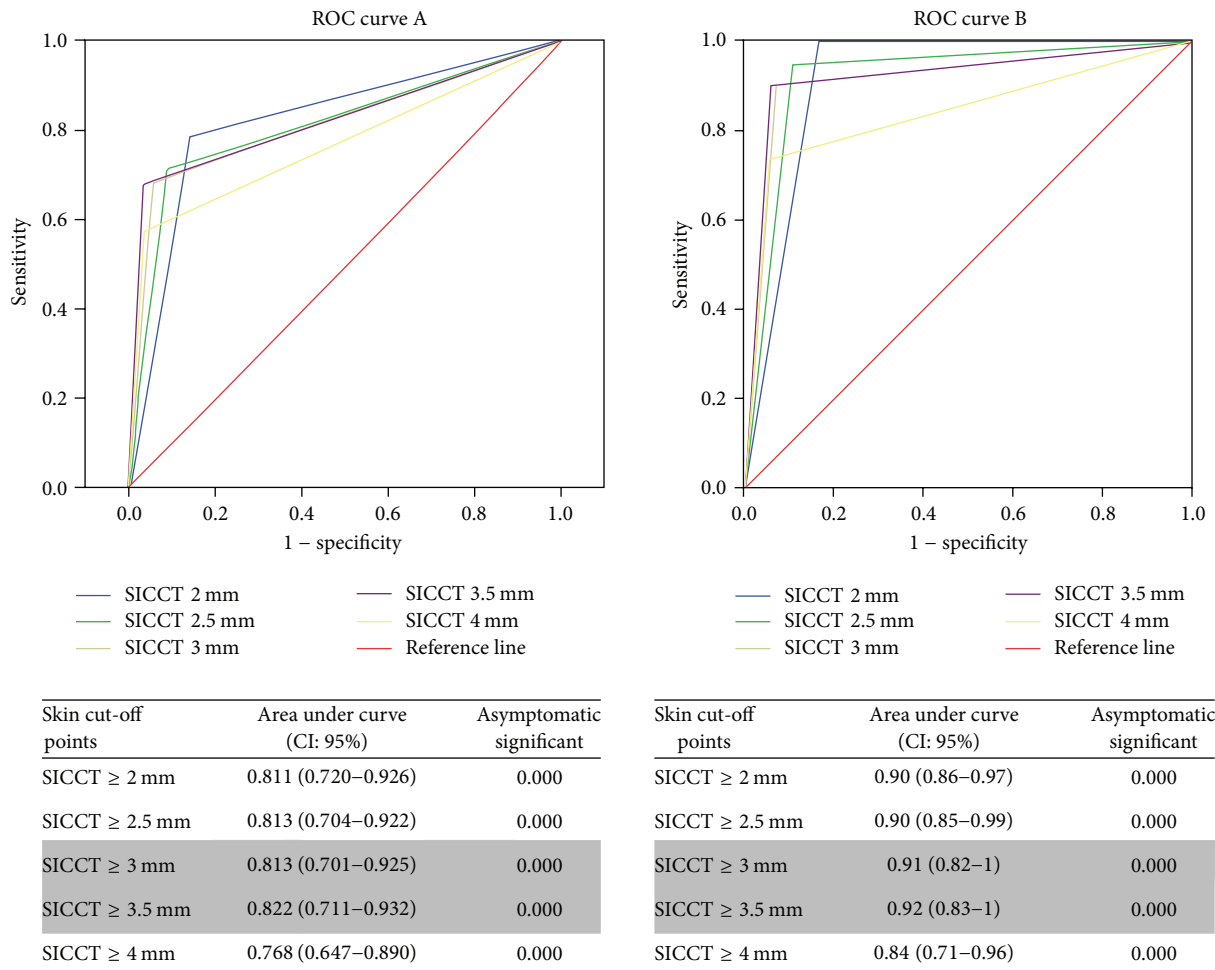 ROC curve A
1.0
0.8
0.6
0.4
0.2
0.0
Sensitivity
0.0 0.2 0.4 0.6 0.8 1.0
1 − specificity
SICCT 2 mm
SICCT 2.5 mm
SICCT 3 mm
SICCT 3.5 mm
SICCT 4 mm
Reference line
Skin cut-off points Area under curve (CI: 95%) Asymptomatic significant
SICCT ≥ 2 mm 0.811 (0.720−0.926) 0.000
SICCT ≥ 2.5 mm 0.813 (0.704−0.922) 0.000
SICCT ≥ 3 mm 0.813 (0.701−0.925) 0.000
SICCT ≥ 3.5 mm 0.822 (0.711−0.932) 0.000
SICCT ≥ 4 mm 0.768 (0.647−0.890) 0.000
ROC curve B
1.0
0.8
0.6
0.4
0.2
0.0
Sensitivity
0.0 0.2 0.4 0.6 0.8 1.0
1 − specificity
SICCT 2 mm
SICCT 2.5 mm
SICCT 3 mm
SICCT 3.5 mm
SICCT 4 mm
Reference line
Skin cut-off points Area under curve (CI: 95%) Asymptomatic significant
SICCT ≥ 2 mm 0.90 (0.86−0.97) 0.000
SICCT ≥ 2.5 mm 0.90 (0.85−0.99) 0.000
SICCT ≥ 3 mm 0.91 (0.82−1) 0.000
SICCT ≥ 3.5 mm 0.92 (0.83−1) 0.000
SICCT ≥ 4 mm 0.84 (0.71−0.96) 0.000